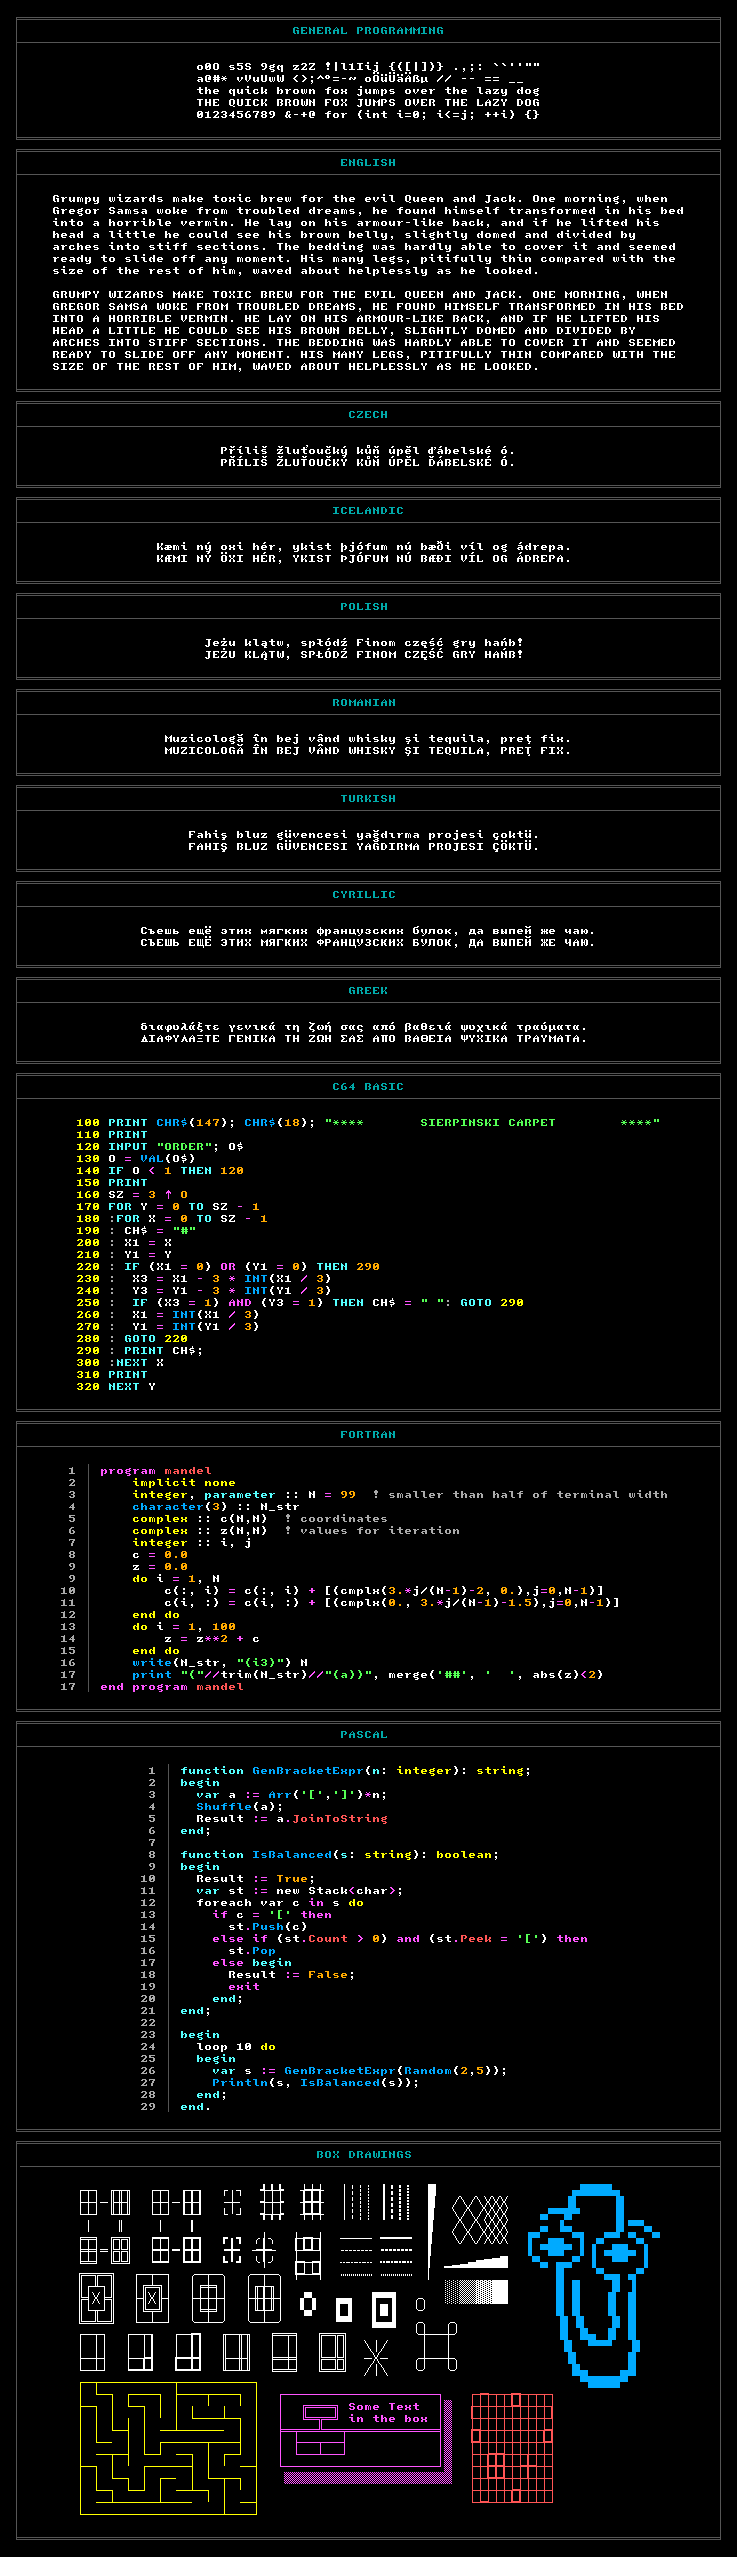 GENERAL PROGRAMMING
o0O s5S 9gq z2Z !|l1Iij {([|])} .,;: ``''""
a@#* vVuUwW <>;^°=-~ oÖüÜäÄßµ // -- == __
the quick brown fox jumps over the lazy dog
THE QUICK BROWN FOX JUMPS OVER THE LAZY DOG
0123456789 &-+@ for (int i=0; i<=j; ++i) {}
ENGLISH
Grumpy wizards make toxic brew for the evil Queen and Jack. One morning, when
Gregor Samsa woke from troubled dreams, he found himself transformed in his bed
into a horrible vermin. He lay on his armour-like back, and if he lifted his
head a little he could see his brown belly, slightly domed and divided by
arches into stiff sections. The bedding was hardly able to cover it and seemed
ready to slide off any moment. His many legs, pitifully thin compared with the
size of the rest of him, waved about helplessly as he looked.
GRUMPY WIZARDS MAKE TOXIC BREW FOR THE EVIL QUEEN AND JACK. ONE MORNING, WHEN
GREGOR SAMSA WOKE FROM TROUBLED DREAMS, HE FOUND HIMSELF TRANSFORMED IN HIS BED
INTO A HORRIBLE VERMIN. HE LAY ON HIS ARMOUR-LIKE BACK, AND IF HE LIFTED HIS
HEAD A LITTLE HE COULD SEE HIS BROWN BELLY, SLIGHTLY DOMED AND DIVIDED BY
ARCHES INTO STIFF SECTIONS. THE BEDDING WAS HARDLY ABLE TO COVER IT AND SEEMED
READY TO SLIDE OFF ANY MOMENT. HIS MANY LEGS, PITIFULLY THIN COMPARED WITH THE
SIZE OF THE REST OF HIM, WAVED ABOUT HELPLESSLY AS HE LOOKED.
CZECH
Příliš žluťoučký kůň úpěl ďábelské ó.
PŘÍLIŠ ŽLUŤOUČKÝ KŮŇ ÚPĚL ĎÁBELSKÉ Ó.
ICELANDIC
Kæmi ný öxi hér, ykist þjófum nú bæði víl og ádrepa.
KÆMI NÝ ÖXI HÉR, YKIST ÞJÓFUM NÚ BÆÐI VÍL OG ÁDREPA.
POLISH
Jeżu klątw, spłódź Finom część gry hańb!
JEŻU KLĄTW, SPŁÓDŹ FINOM CZĘŚĆ GRY HAŃB!
ROMANIAN
Muzicologă în bej vând whisky şi tequila, preţ fix.
MUZICOLOGĂ ÎN BEJ VÂND WHISKY ŞI TEQUILA, PREŢ FIX.
TURKISH
Fahiş bluz güvencesi yağdırma projesi çöktü.
FAHIŞ BLUZ GÜVENCESI YAĞDIRMA PROJESI ÇÖKTÜ.
CYRILLIC
Съешь ещё этих мягких французских булок, да выпей же чаю.
СЪЕШЬ ЕЩЁ ЭТИХ МЯГКИХ ФРАНЦУЗСКИХ БУЛОК, ДА ВЫПЕЙ ЖЕ ЧАЮ.
GREEK
διαφυλάξτε γενικά τη ζωή σας από βαθειά ψυχικά τραύματα.
ΔΙΑΦΥΛΑΞΤΕ ΓΕΝΙΚΑ ΤΗ ΖΩΗ ΣΑΣ ΑΠΟ ΒΑΘΕΙΑ ΨΥΧΙΚΑ ΤΡΑΥΜΑΤΑ.
C64 BASIC
100 PRINT CHR$(147); CHR$(18); "****       SIERPINSKI CARPET        ****"
110 PRINT
120 INPUT "ORDER"; O$
130 O = VAL(O$)
140 IF O < 1 THEN 120
150 PRINT
160 SZ = 3 ↑ O
170 FOR Y = 0 TO SZ - 1
180 :FOR X = 0 TO SZ - 1
190 : CH$ = "#"
200 : X1 = X
210 : Y1 = Y
220 : IF (X1 = 0) OR (Y1 = 0) THEN 290
230 :  X3 = X1 - 3 * INT(X1 / 3)
240 :  Y3 = Y1 - 3 * INT(Y1 / 3)
250 :  IF (X3 = 1) AND (Y3 = 1) THEN CH$ = " ": GOTO 290
260 :  X1 = INT(X1 / 3)
270 :  Y1 = INT(Y1 / 3)
280 : GOTO 220
290 : PRINT CH$;
300 :NEXT X
310 PRINT
320 NEXT Y
FORTRAN
1 program mandel
2     implicit none
3     integer, parameter :: N = 99  ! smaller than half of terminal width
4     character(3) :: N_str
5     complex :: c(N,N)  ! coordinates
6     complex :: z(N,N)  ! values for iteration
7     integer :: i, j
8     c = 0.0
9     z = 0.0
9     do i = 1, N
10         c(:, i) = c(:, i) + [(cmplx(3.*j/(N-1)-2, 0.),j=0,N-1)]
11         c(i, :) = c(i, :) + [(cmplx(0., 3.*j/(N-1)-1.5),j=0,N-1)]
12     end do
13     do i = 1, 100
14         z = z**2 + c
15     end do
16     write(N_str, "(i3)") N
17     print "("//trim(N_str)//"(a))", merge('##', '  ', abs(z)<2)
17 end program mandel
PASCAL
1 function GenBracketExpr(n: integer): string;
2 begin
3   var a := Arr('[',']')*n;
4   Shuffle(a);
5   Result := a.JoinToString
6 end;
7
8 function IsBalanced(s: string): boolean;
9 begin
10   Result := True;
11   var st := new Stack<char>;
12   foreach var c in s do
13     if c = '[' then
14       st.Push(c)
15     else if (st.Count > 0) and (st.Peek = '[') then
16       st.Pop
17     else begin
18       Result := False;
19       exit
20     end;
21 end;
22
23 begin
24   loop 10 do
25   begin
26     var s := GenBracketExpr(Random(2,5));
27     Println(s, IsBalanced(s));
28   end;
29 end.
BOX DRAWINGS
Some Text
in the box